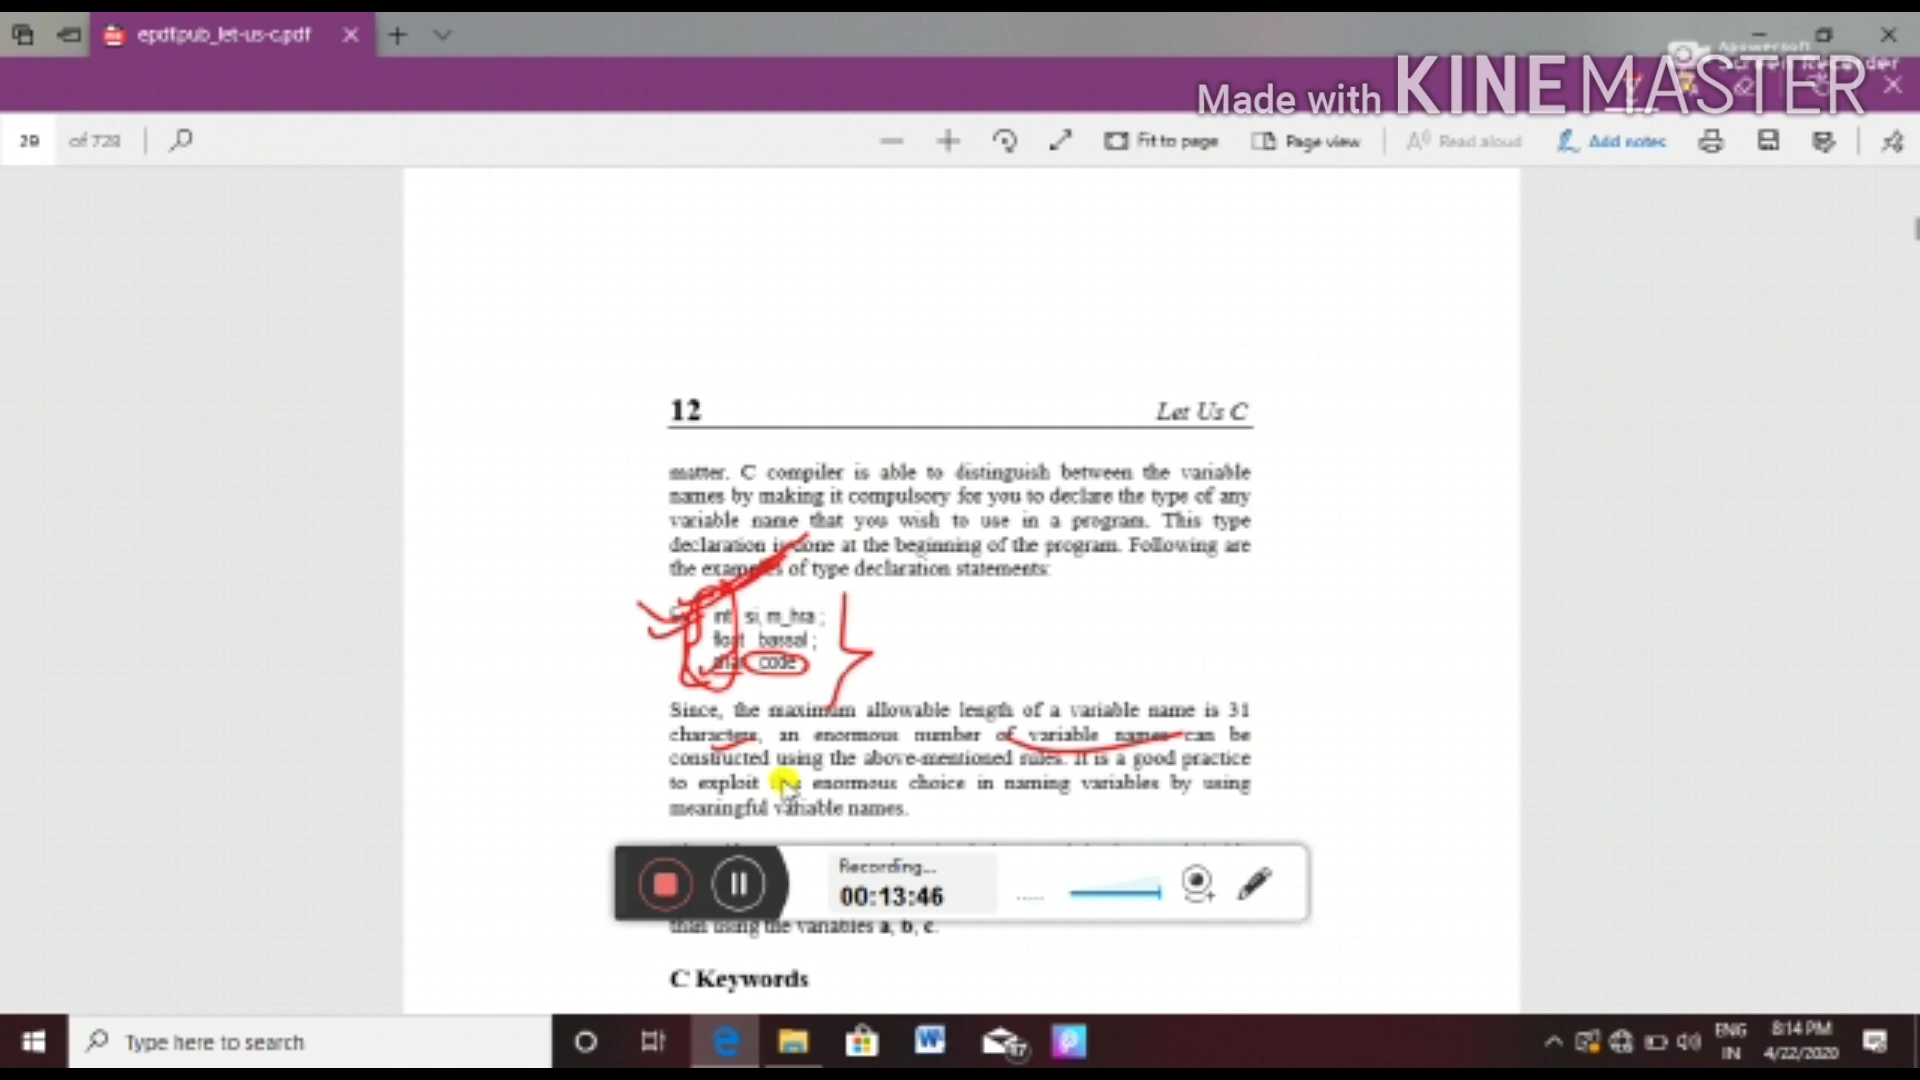 epdf.pub_let-us-c.pdf
Apowersoft
Screen Recorder
Made with KINEMASTER
29 of 728
Fit to page
Page view
Read aloud
Add notes
12 Let Us C
matter. C compiler is able to distinguish between the variable
names by making it compulsory for you to declare the type of any
variable name that you wish to use in a program. This type
declaration is done at the beginning of the program. Following are
the examples of type declaration statements:
int si, m_hra ;
float bassal ;
char code
Since, the maximum allowable length of a variable name is 31
characters, an enormous number of variable names can be
constructed using the above-mentioned rules. It is a good practice
to exploit enormous choice in naming variables by using
meaningful variable names.
Recording...
00:13:46
than using the variables a, b, c.
C Keywords
Type here to search
ENG
IN
8:14 PM
4/22/2020